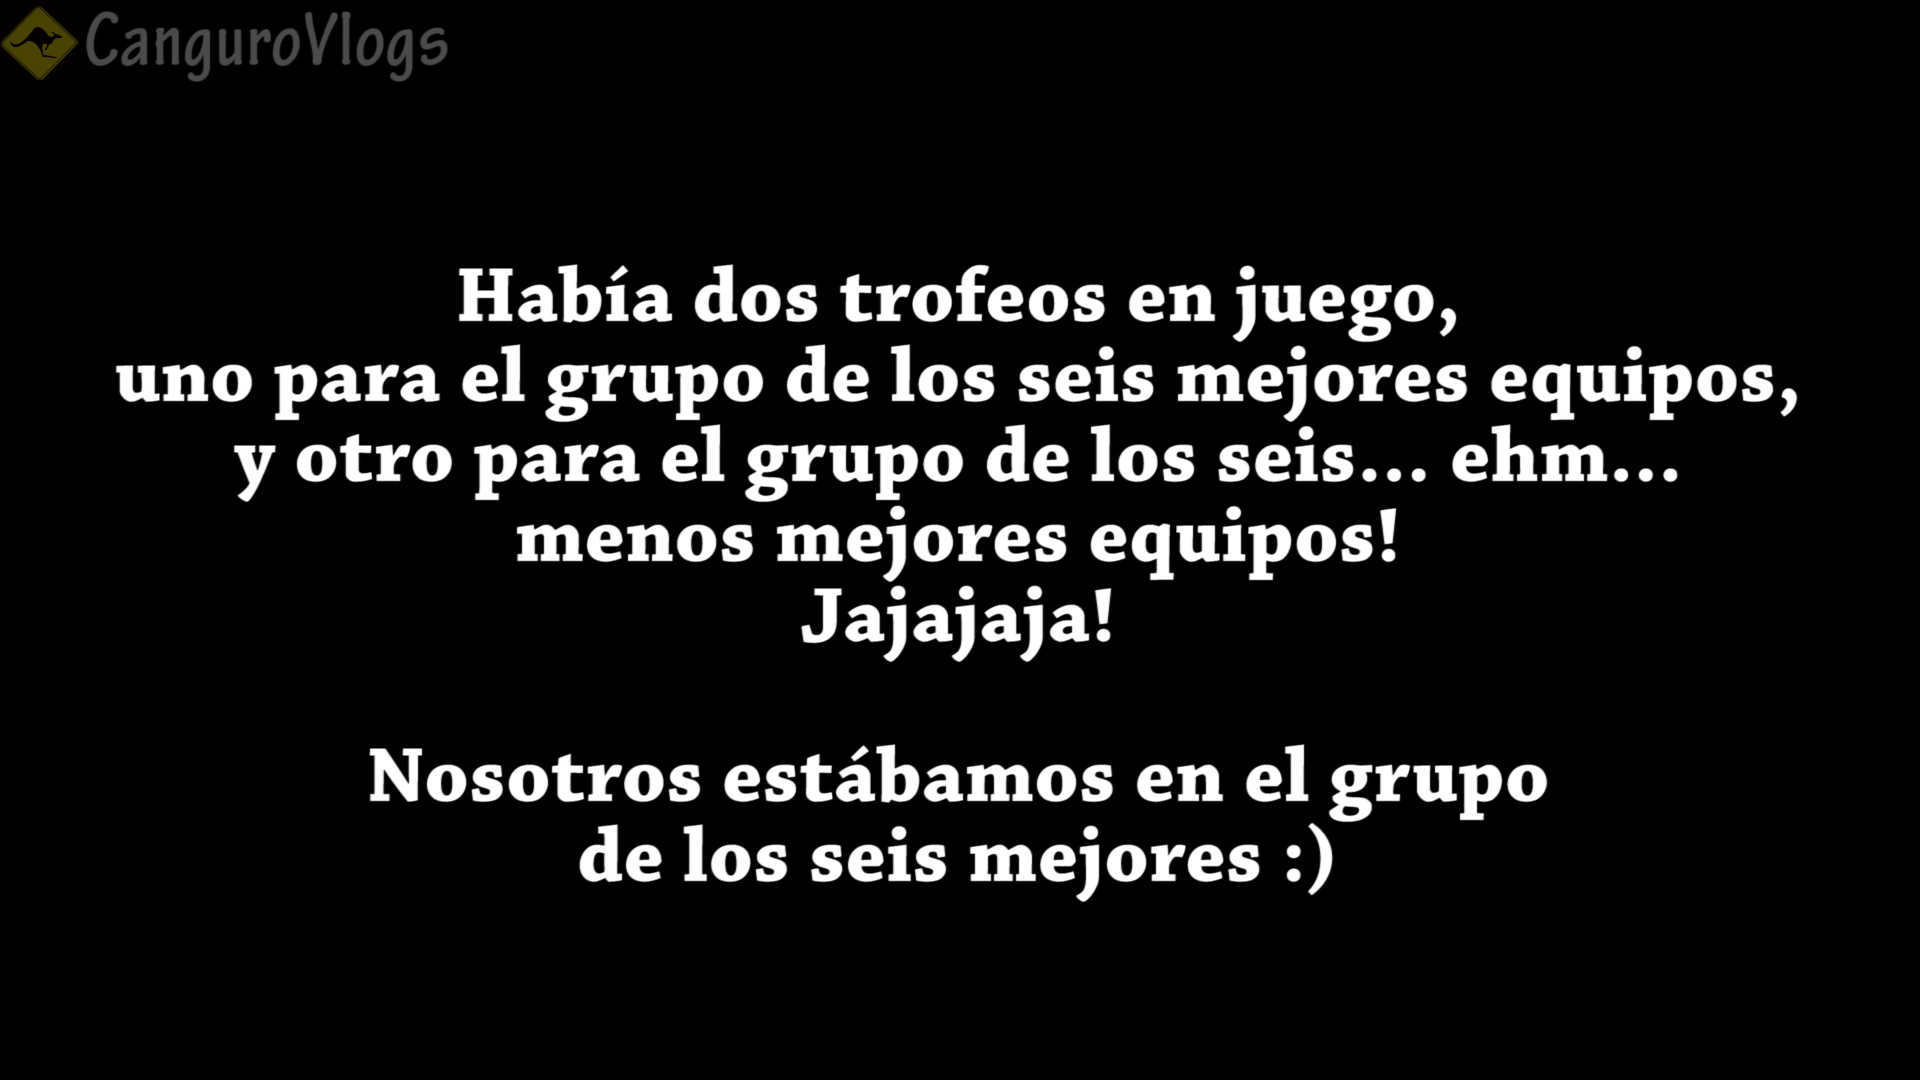 CanguroVlogs
Había dos trofeos en juego,
uno para el grupo de los seis mejores equipos,
y otro para el grupo de los seis... ehm...
menos mejores equipos!
Jajajaja!
Nosotros estábamos en el grupo
de los seis mejores :)